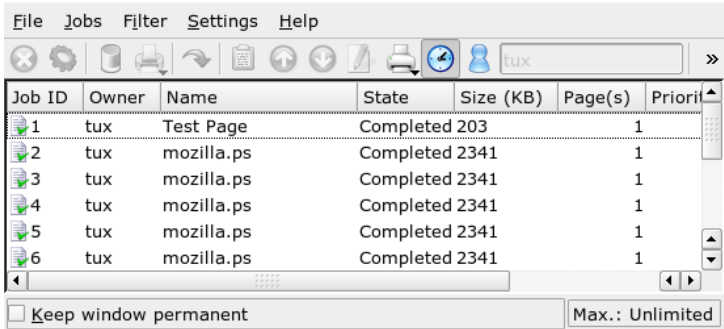 File Jobs Filter Settings Help
tux »
Job ID Owner Name State Size (KB) Page(s) Priorit
1 tux Test Page Completed 203 1
2 tux mozilla.ps Completed 2341 1
3 tux mozilla.ps Completed 2341 1
4 tux mozilla.ps Completed 2341 1
5 tux mozilla.ps Completed 2341 1
6 tux mozilla.ps Completed 2341 1
Keep window permanent Max.: Unlimited